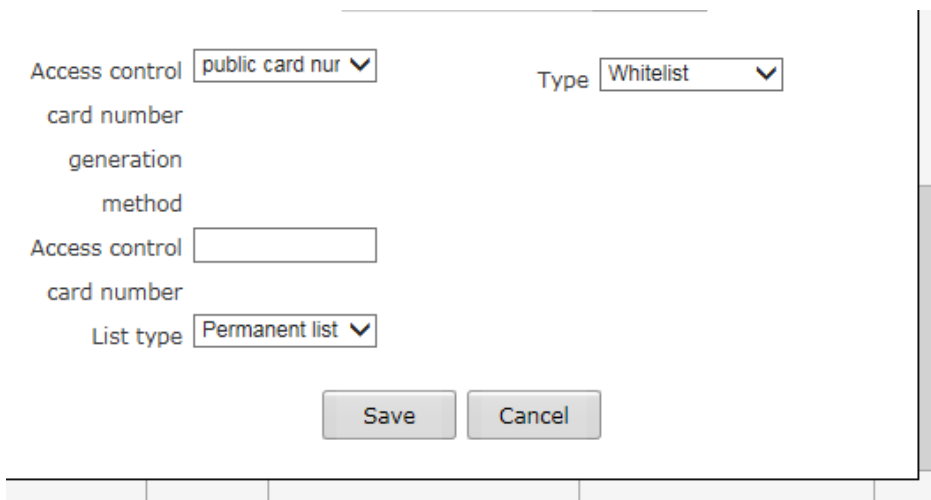 Access control public card nur
Type Whitelist
card number
generation
method
Access control
card number
List type Permanent list
Save Cancel